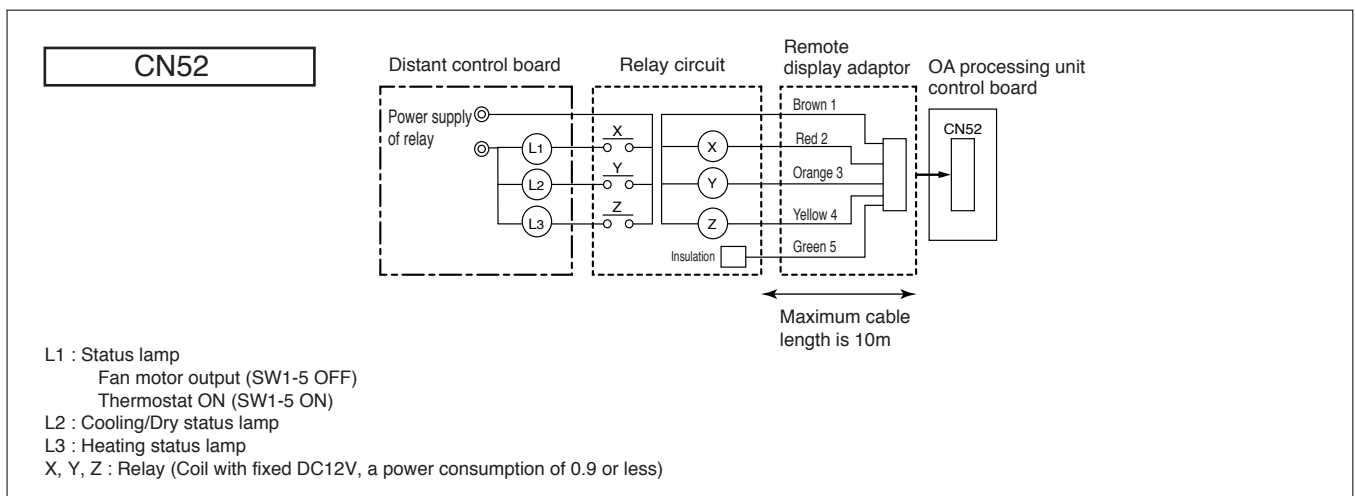 CN52
Distant control board
Relay circuit
Remote
display adaptor
OA processing unit
control board
Power supply
of relay
L1
L2
L3
X
Y
Z
X
Y
Z
Insulation
Brown 1
Red 2
Orange 3
Yellow 4
Green 5
CN52
Maximum cable
length is 10m
L1 : Status lamp
Fan motor output (SW1-5 OFF)
Thermostat ON (SW1-5 ON)
L2 : Cooling/Dry status lamp
L3 : Heating status lamp
X, Y, Z : Relay (Coil with fixed DC12V, a power consumption of 0.9 or less)